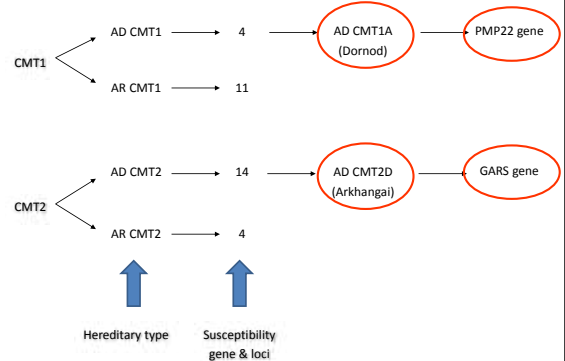 AD CMT1 4 AD CMT1A PMP22 gene
(Dornod)
CMT1
AR CMT1 11
AD CMT2 14 AD CMT2D GARS gene
(Arkhangai)
CMT2
AR CMT2 4
Hereditary type Susceptibility
gene & loci